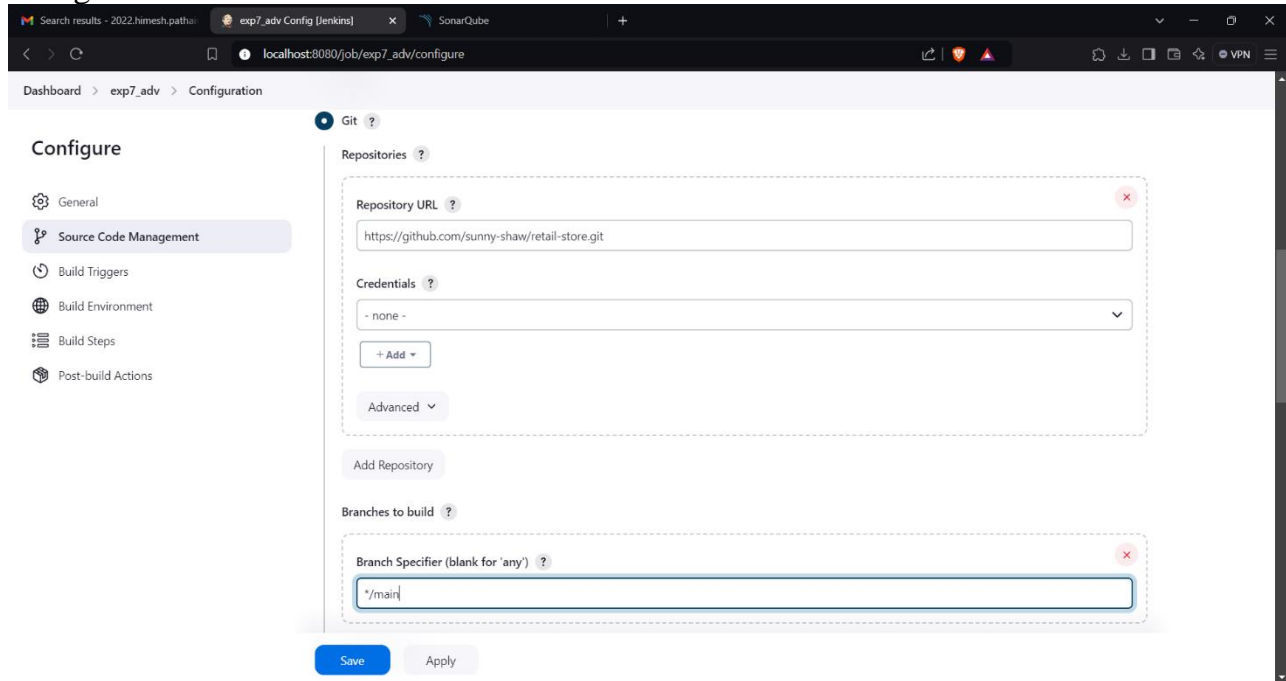 Search results - 2022.himesh.pathai
exp7_adv Config [Jenkins]
SonarQube
localhost:8080/job/exp7_adv/configure
VPN
Dashboard > exp7_adv > Configuration
Configure
General
Source Code Management
Build Triggers
Build Environment
Build Steps
Post-build Actions
Git ?
Repositories ?
Repository URL ?
https://github.com/sunny-shaw/retail-store.git
Credentials ?
- none -
+ Add
Advanced
Add Repository
Branches to build ?
Branch Specifier (blank for 'any') ?
*/main
Save
Apply